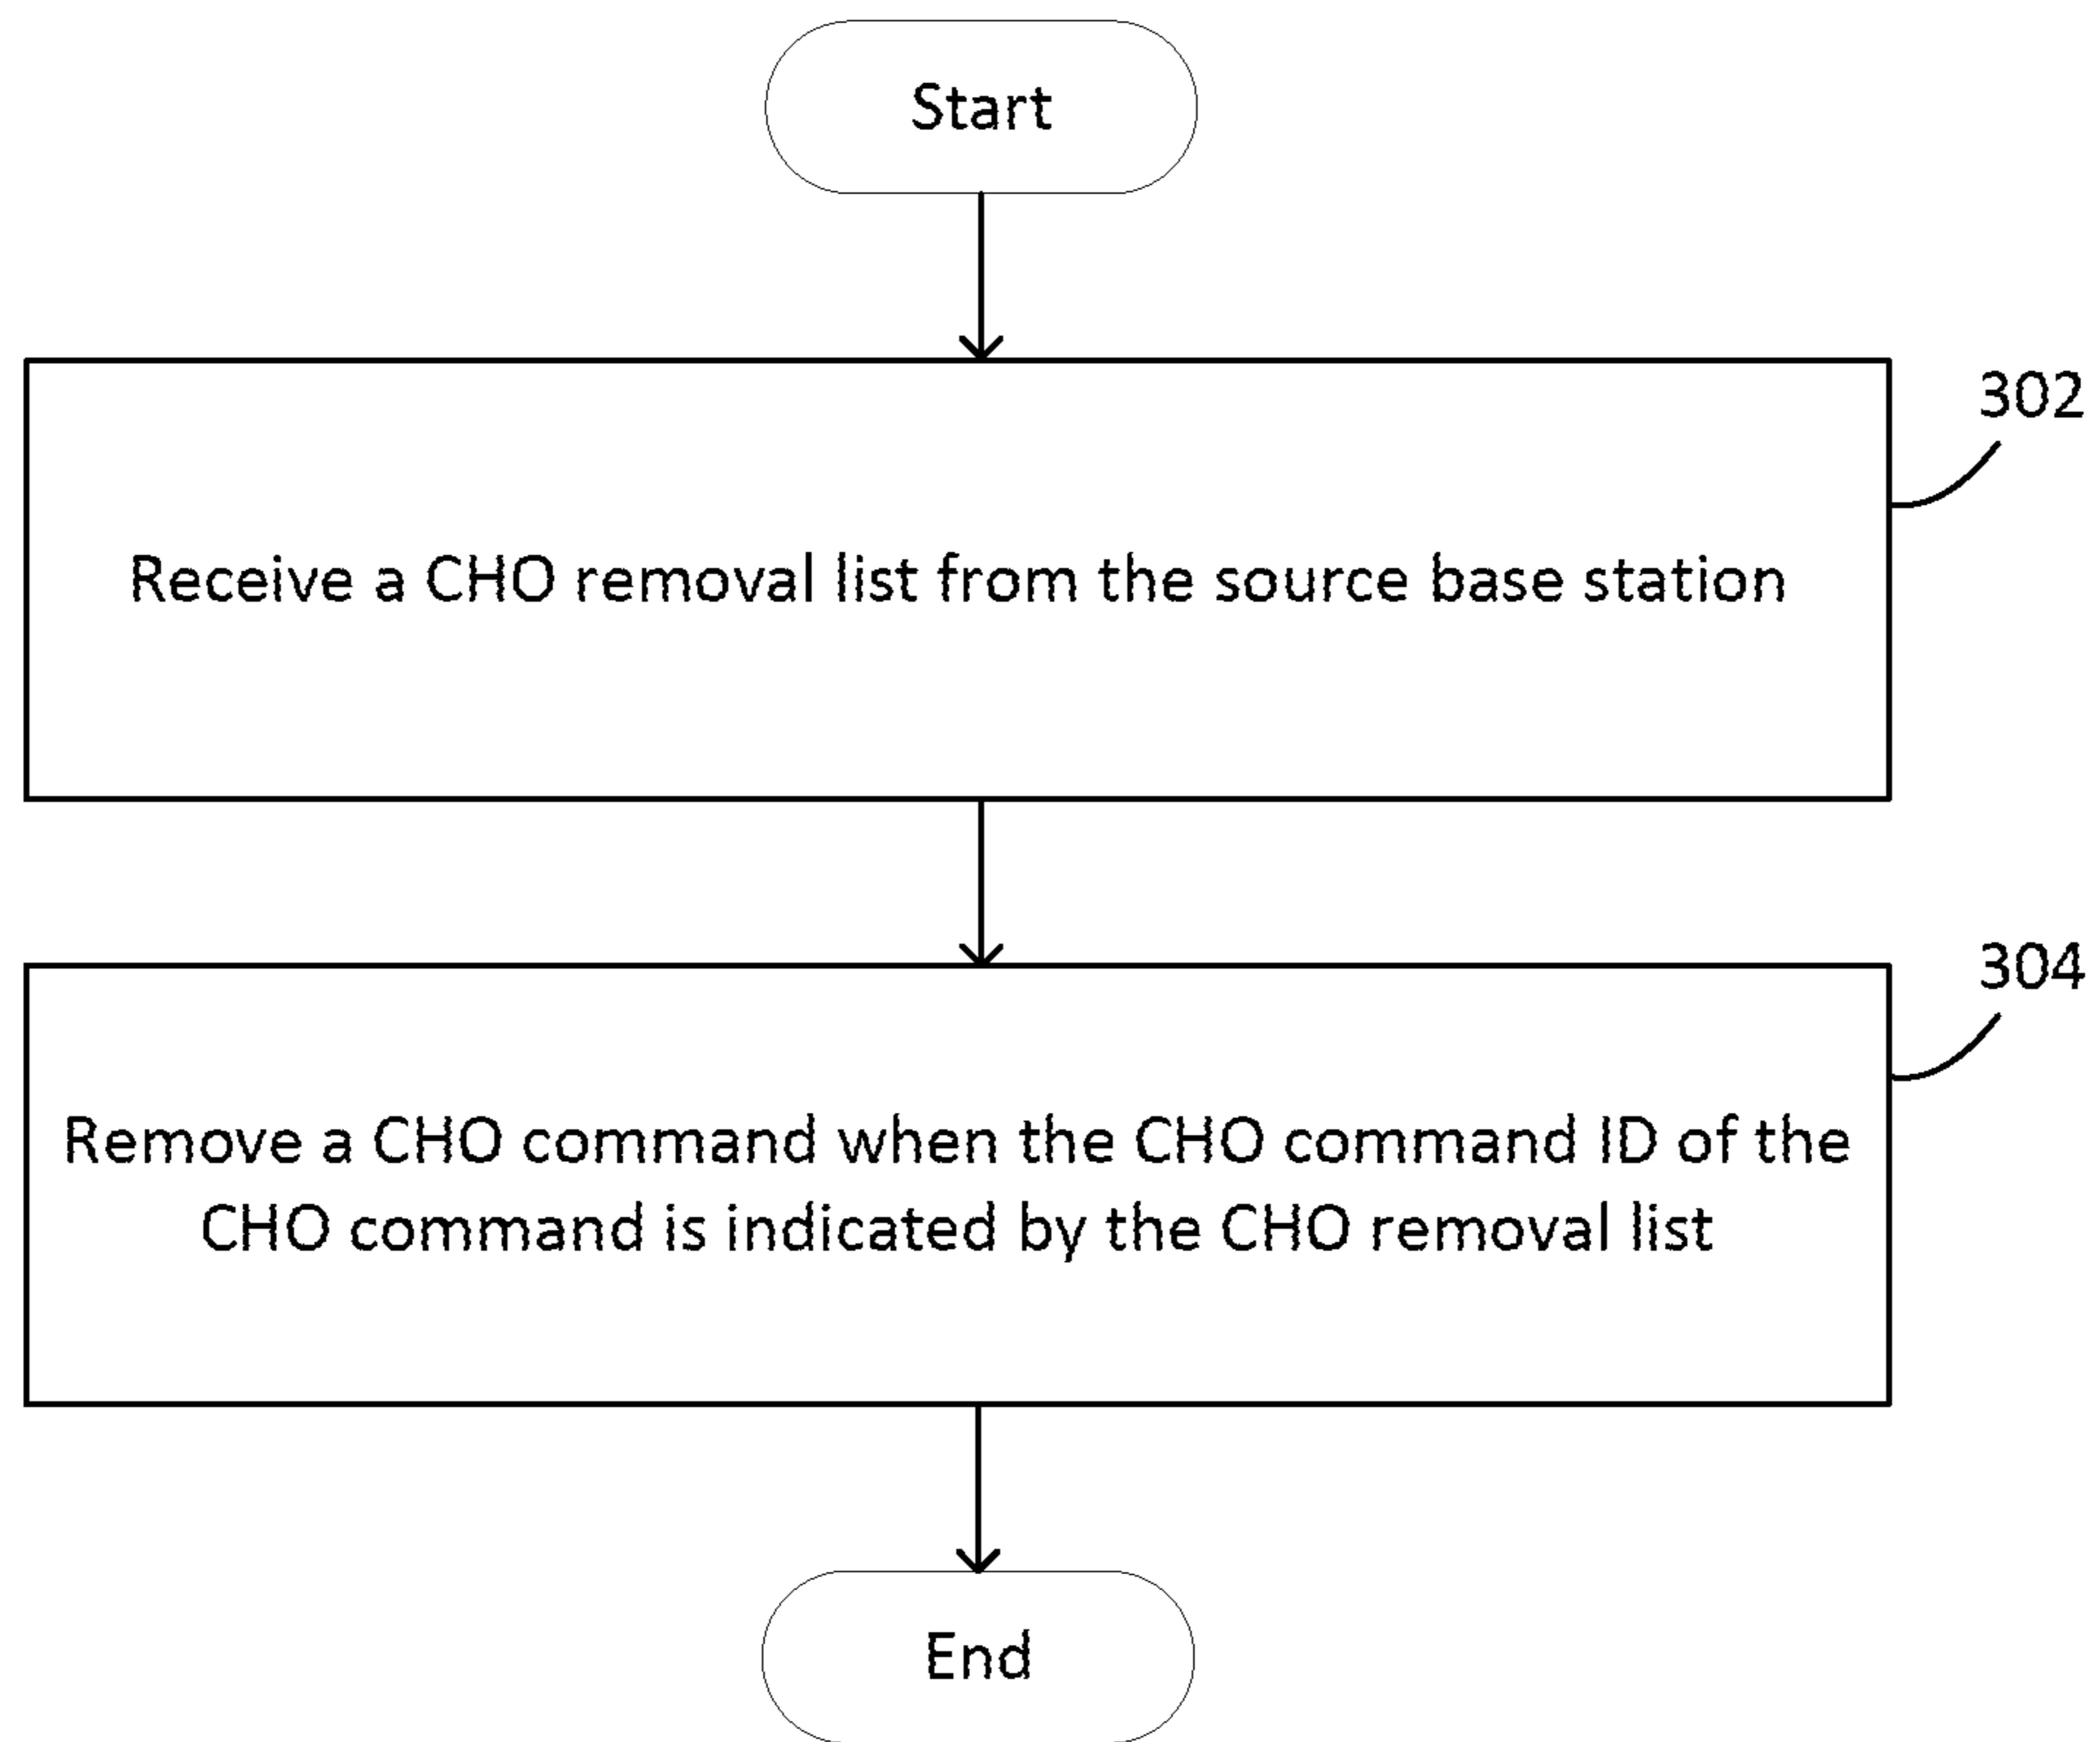 Start
302
Receive a CHO removal list from the source base station
304
Remove a CHO command when the CHO command ID of the
CHO command is indicated by the CHO removal list
End